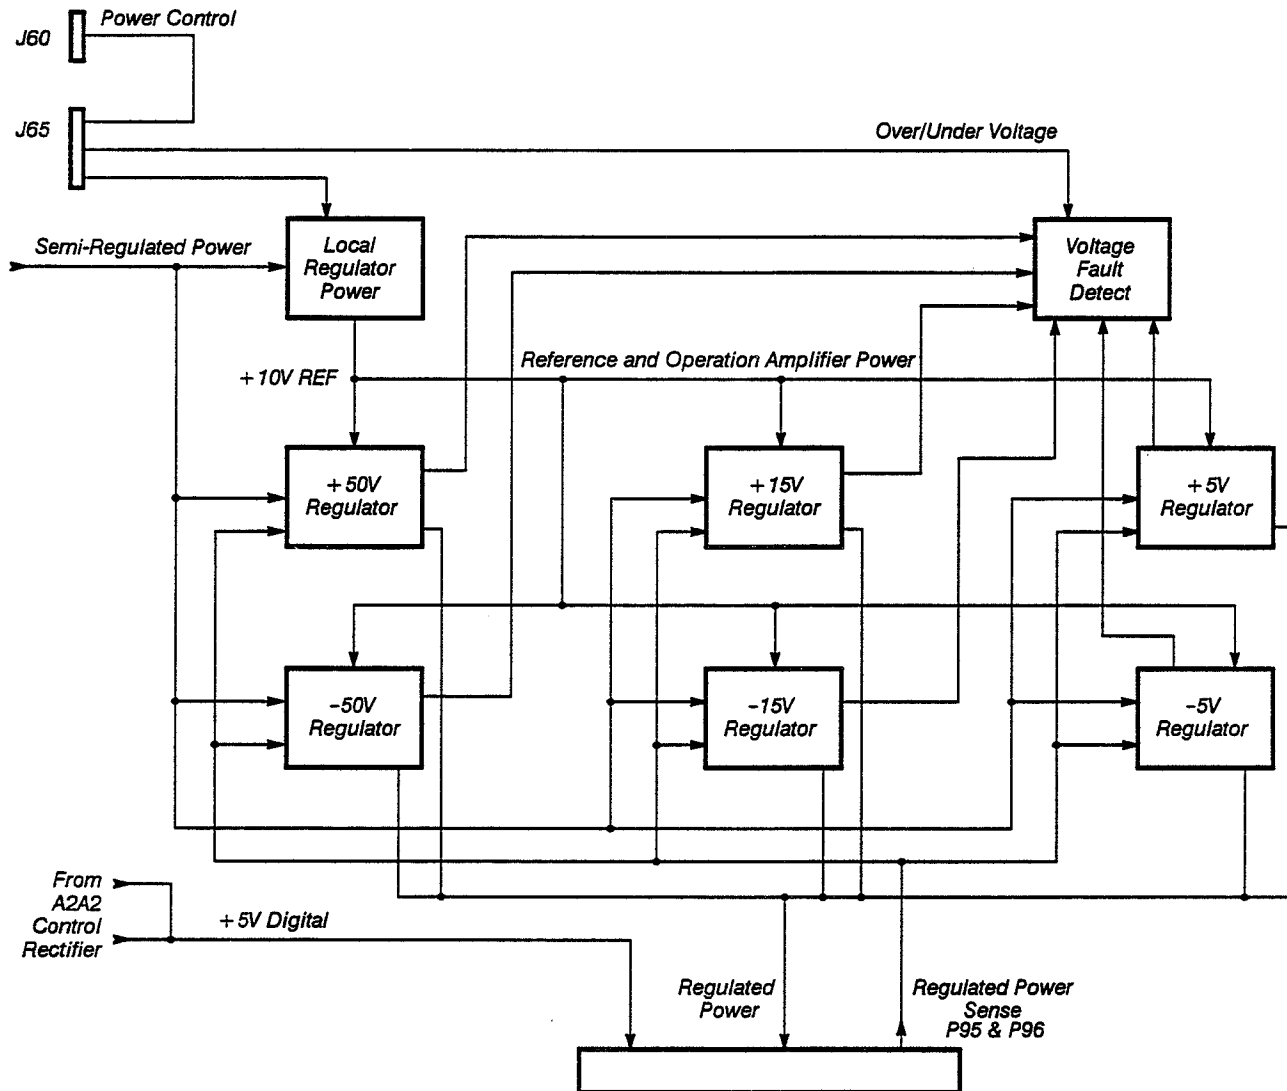 Power Control
J60
J65
Over/Under Voltage
Semi-Regulated Power
Local
Regulator
Power
Voltage
Fault
Detect
Reference and Operation Amplifier Power
+10V REF
+50V
Regulator
+15V
Regulator
+5V
Regulator
-50V
Regulator
-15V
Regulator
-5V
Regulator
From
A2A2
Control
Rectifier
+5V Digital
Regulated
Power
Regulated Power
Sense
P95 & P96